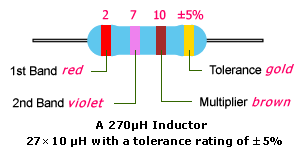 2 7 10 ±5%
1st Band red
Tolerance gold
2nd Band violet
Multiplier brown
A 270µH Inductor
27×10 µH with a tolerance rating of ±5%